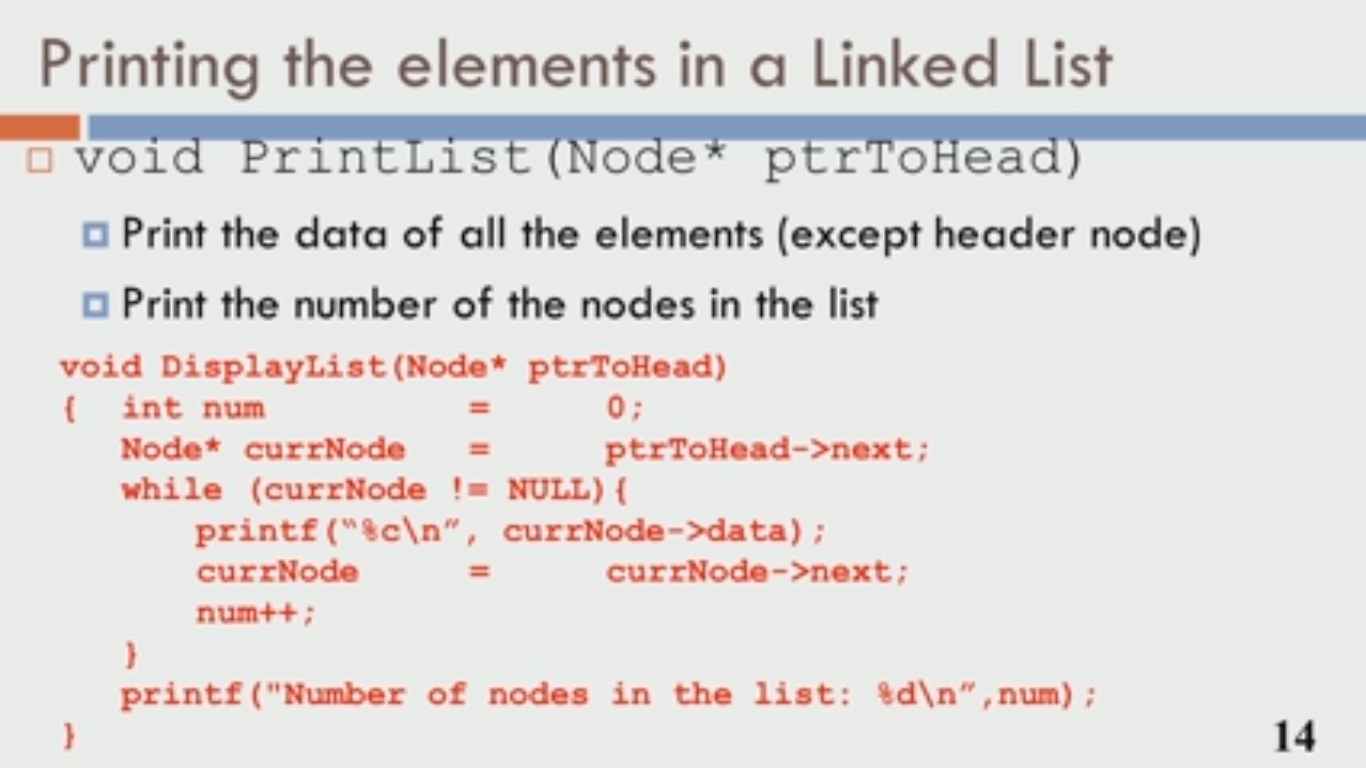 Printing the elements in a Linked List
void PrintList(Node* ptrToHead)
Print the data of all the elements (except header node)
Print the number of the nodes in the list
void DisplayList(Node* ptrToHead)
{ int num = 0;
Node* currNode = ptrToHead->next;
while (currNode != NULL){
printf(“%c\n”, currNode->data);
currNode = currNode->next;
num++;
}
printf("Number of nodes in the list: %d\n”,num);
}
14